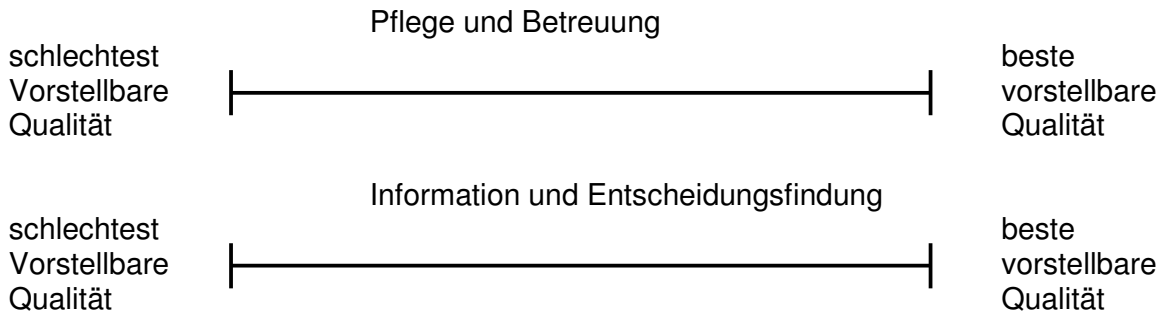 Pflege und Betreuung
schlechtest
Vorstellbare
Qualität
beste
vorstellbare
Qualität
Information und Entscheidungsfindung
schlechtest
Vorstellbare
Qualität
beste
vorstellbare
Qualität